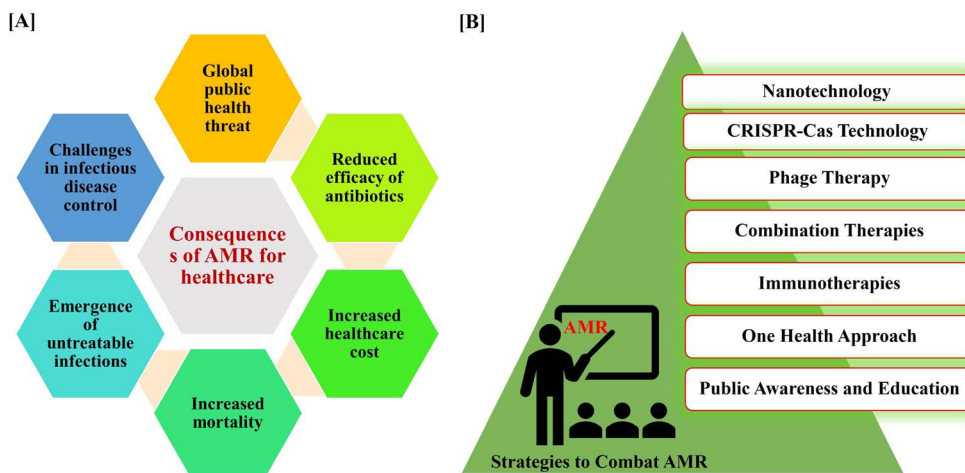 [A]
Global
public
health
threat
Challenges
in infectious
disease
control
Reduced
efficacy of
antibiotics
Consequence
s of AMR for
healthcare
Emergence
of
untreatable
infections
Increased
healthcare
cost
Increased
mortality
[B]
Nanotechnology
CRISPR-Cas Technology
Phage Therapy
Combination Therapies
Immunotherapies
One Health Approach
Public Awareness and Education
AMR
Strategies to Combat AMR